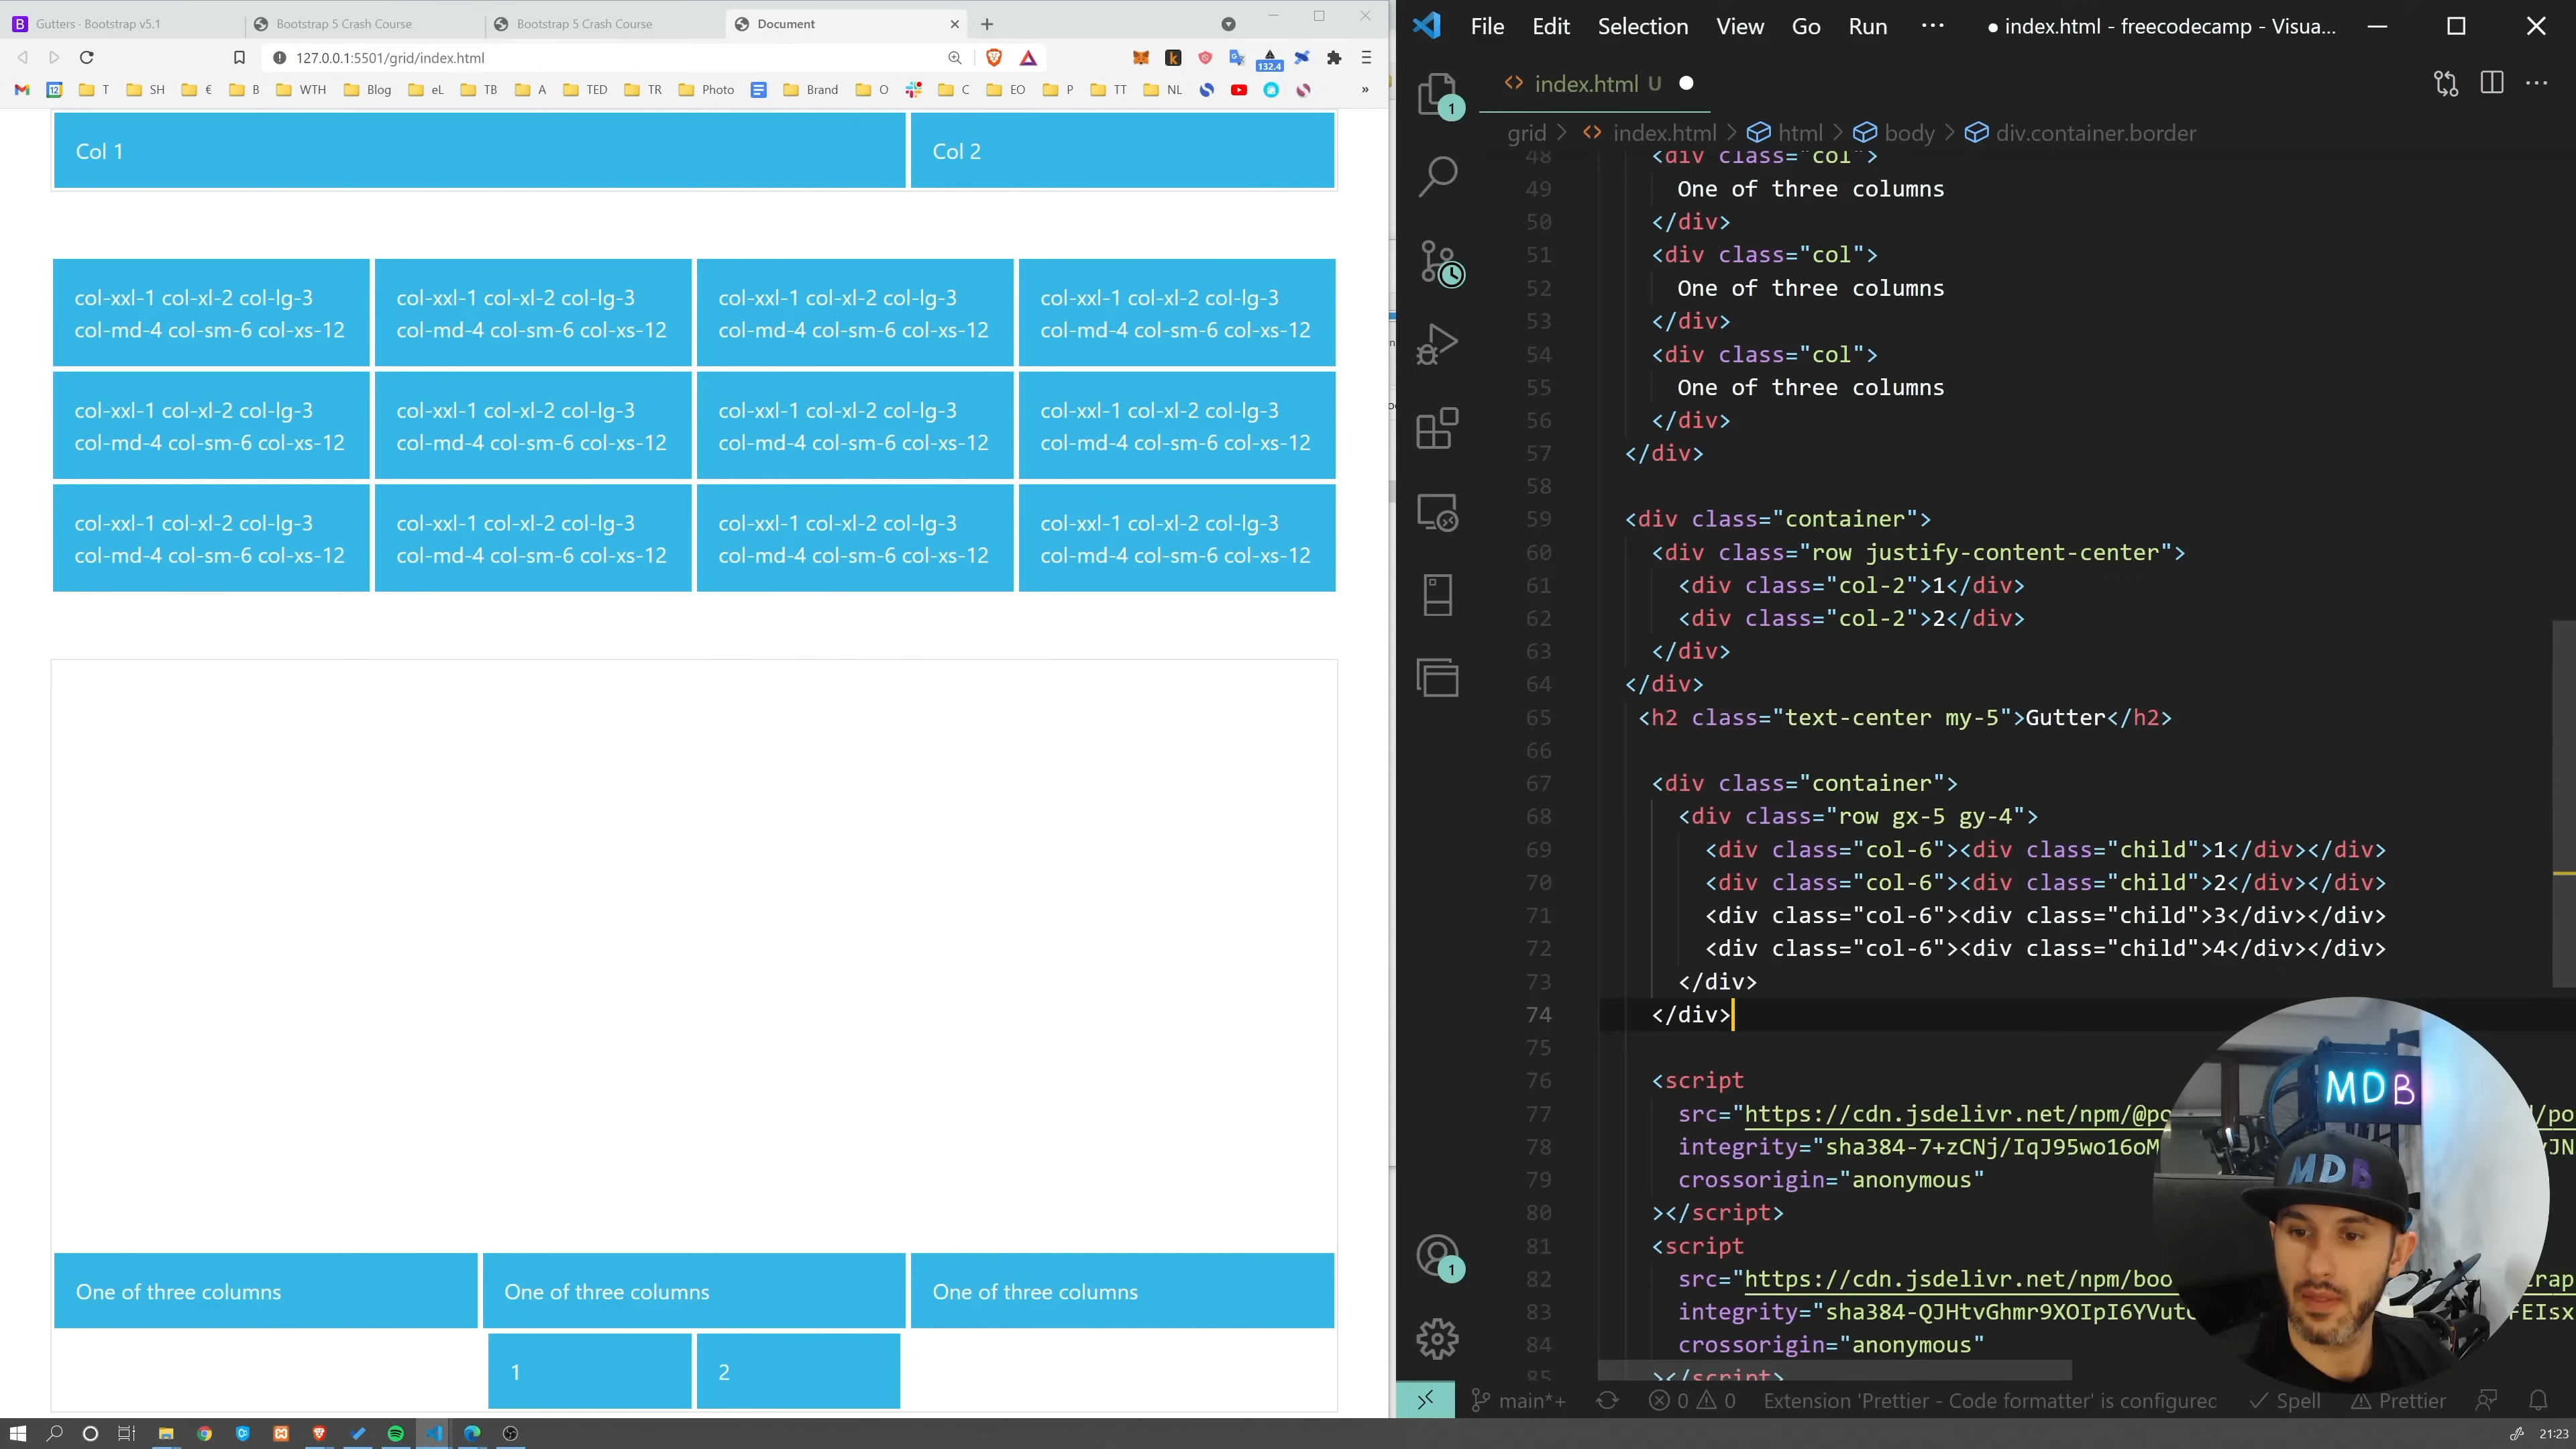 Gutters · Bootstrap v5.1
Bootstrap 5 Crash Course
Bootstrap 5 Crash Course
Document
127.0.0.1:5501/grid/index.html
132.4
12
T
SH
€
B
WTH
Blog
eL
TB
A
TED
TR
Photo
Brand
O
C
EO
P
TT
NL
»
Col 1
Col 2
col-xxl-1 col-xl-2 col-lg-3
col-md-4 col-sm-6 col-xs-12
col-xxl-1 col-xl-2 col-lg-3
col-md-4 col-sm-6 col-xs-12
col-xxl-1 col-xl-2 col-lg-3
col-md-4 col-sm-6 col-xs-12
col-xxl-1 col-xl-2 col-lg-3
col-md-4 col-sm-6 col-xs-12
col-xxl-1 col-xl-2 col-lg-3
col-md-4 col-sm-6 col-xs-12
col-xxl-1 col-xl-2 col-lg-3
col-md-4 col-sm-6 col-xs-12
col-xxl-1 col-xl-2 col-lg-3
col-md-4 col-sm-6 col-xs-12
col-xxl-1 col-xl-2 col-lg-3
col-md-4 col-sm-6 col-xs-12
col-xxl-1 col-xl-2 col-lg-3
col-md-4 col-sm-6 col-xs-12
col-xxl-1 col-xl-2 col-lg-3
col-md-4 col-sm-6 col-xs-12
col-xxl-1 col-xl-2 col-lg-3
col-md-4 col-sm-6 col-xs-12
col-xxl-1 col-xl-2 col-lg-3
col-md-4 col-sm-6 col-xs-12
One of three columns
One of three columns
One of three columns
1
2
File Edit Selection View Go Run ··· ● index.html - freecodecamp - Visua...
index.html U ●
grid > index.html > html > body > div.container.border
48 <div class="col">
49 One of three columns
50 </div>
51 <div class="col">
52 One of three columns
53 </div>
54 <div class="col">
55 One of three columns
56 </div>
57 </div>
58
59 <div class="container">
60 <div class="row justify-content-center">
61 <div class="col-2">1</div>
62 <div class="col-2">2</div>
63 </div>
64 </div>
65 <h2 class="text-center my-5">Gutter</h2>
66
67 <div class="container">
68 <div class="row gx-5 gy-4">
69 <div class="col-6"><div class="child">1</div></div>
70 <div class="col-6"><div class="child">2</div></div>
71 <div class="col-6"><div class="child">3</div></div>
72 <div class="col-6"><div class="child">4</div></div>
73 </div>
74 </div>
75
76 <script
77 src="https://cdn.jsdelivr.net/npm/@po
78 integrity="sha384-7+zCNj/IqJ95wo16oM
79 crossorigin="anonymous"
80 ></script>
81 <script
82 src="https://cdn.jsdelivr.net/npm/boo
83 integrity="sha384-QJHtvGhmr9XOIpI6YVut
84 crossorigin="anonymous"
85 ></script>
1
1
MDB
MDB
main*+ 0 0 Extension 'Prettier - Code formatter' is configurec Spell Prettier
21:23